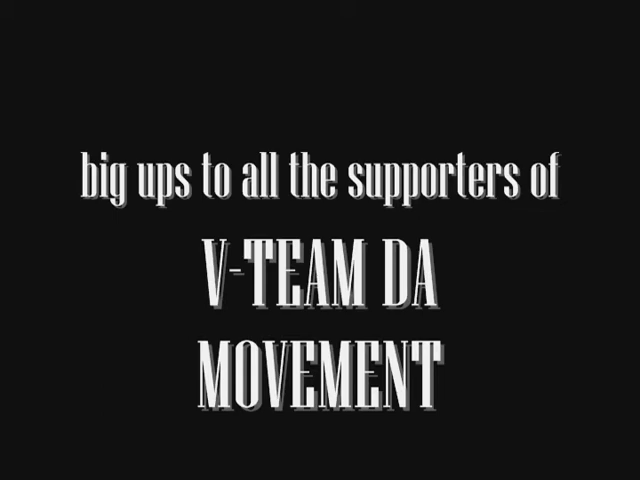 big ups to all the supporters of
V-TEAM DA
MOVEMENT